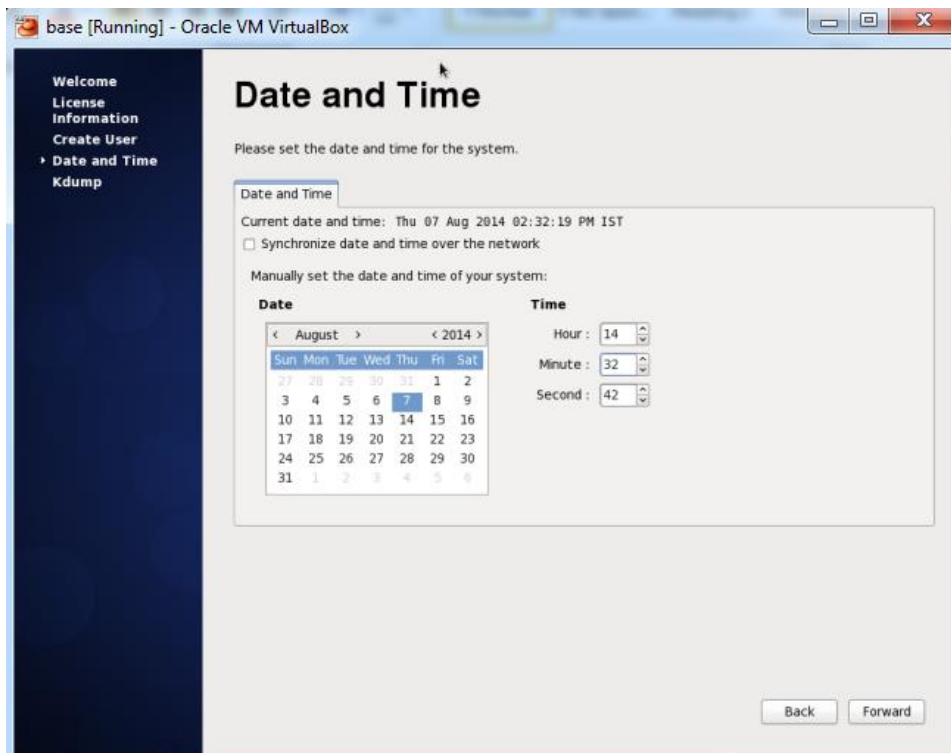 base [Running] - Oracle VM VirtualBox
Welcome
License
Information
Create User
Date and Time
Kdump
Date and Time
Please set the date and time for the system.
Date and Time
Current date and time: Thu 07 Aug 2014 02:32:19 PM IST
Synchronize date and time over the network
Manually set the date and time of your system:
Date
< August > < 2014 >
Sun Mon Tue Wed Thu Fri Sat
27 28 29 30 31 1 2
3 4 5 6 7 8 9
10 11 12 13 14 15 16
17 18 19 20 21 22 23
24 25 26 27 28 29 30
31 1 2 3 4 5 6
Time
Hour : 14
Minute : 32
Second : 42
Back Forward